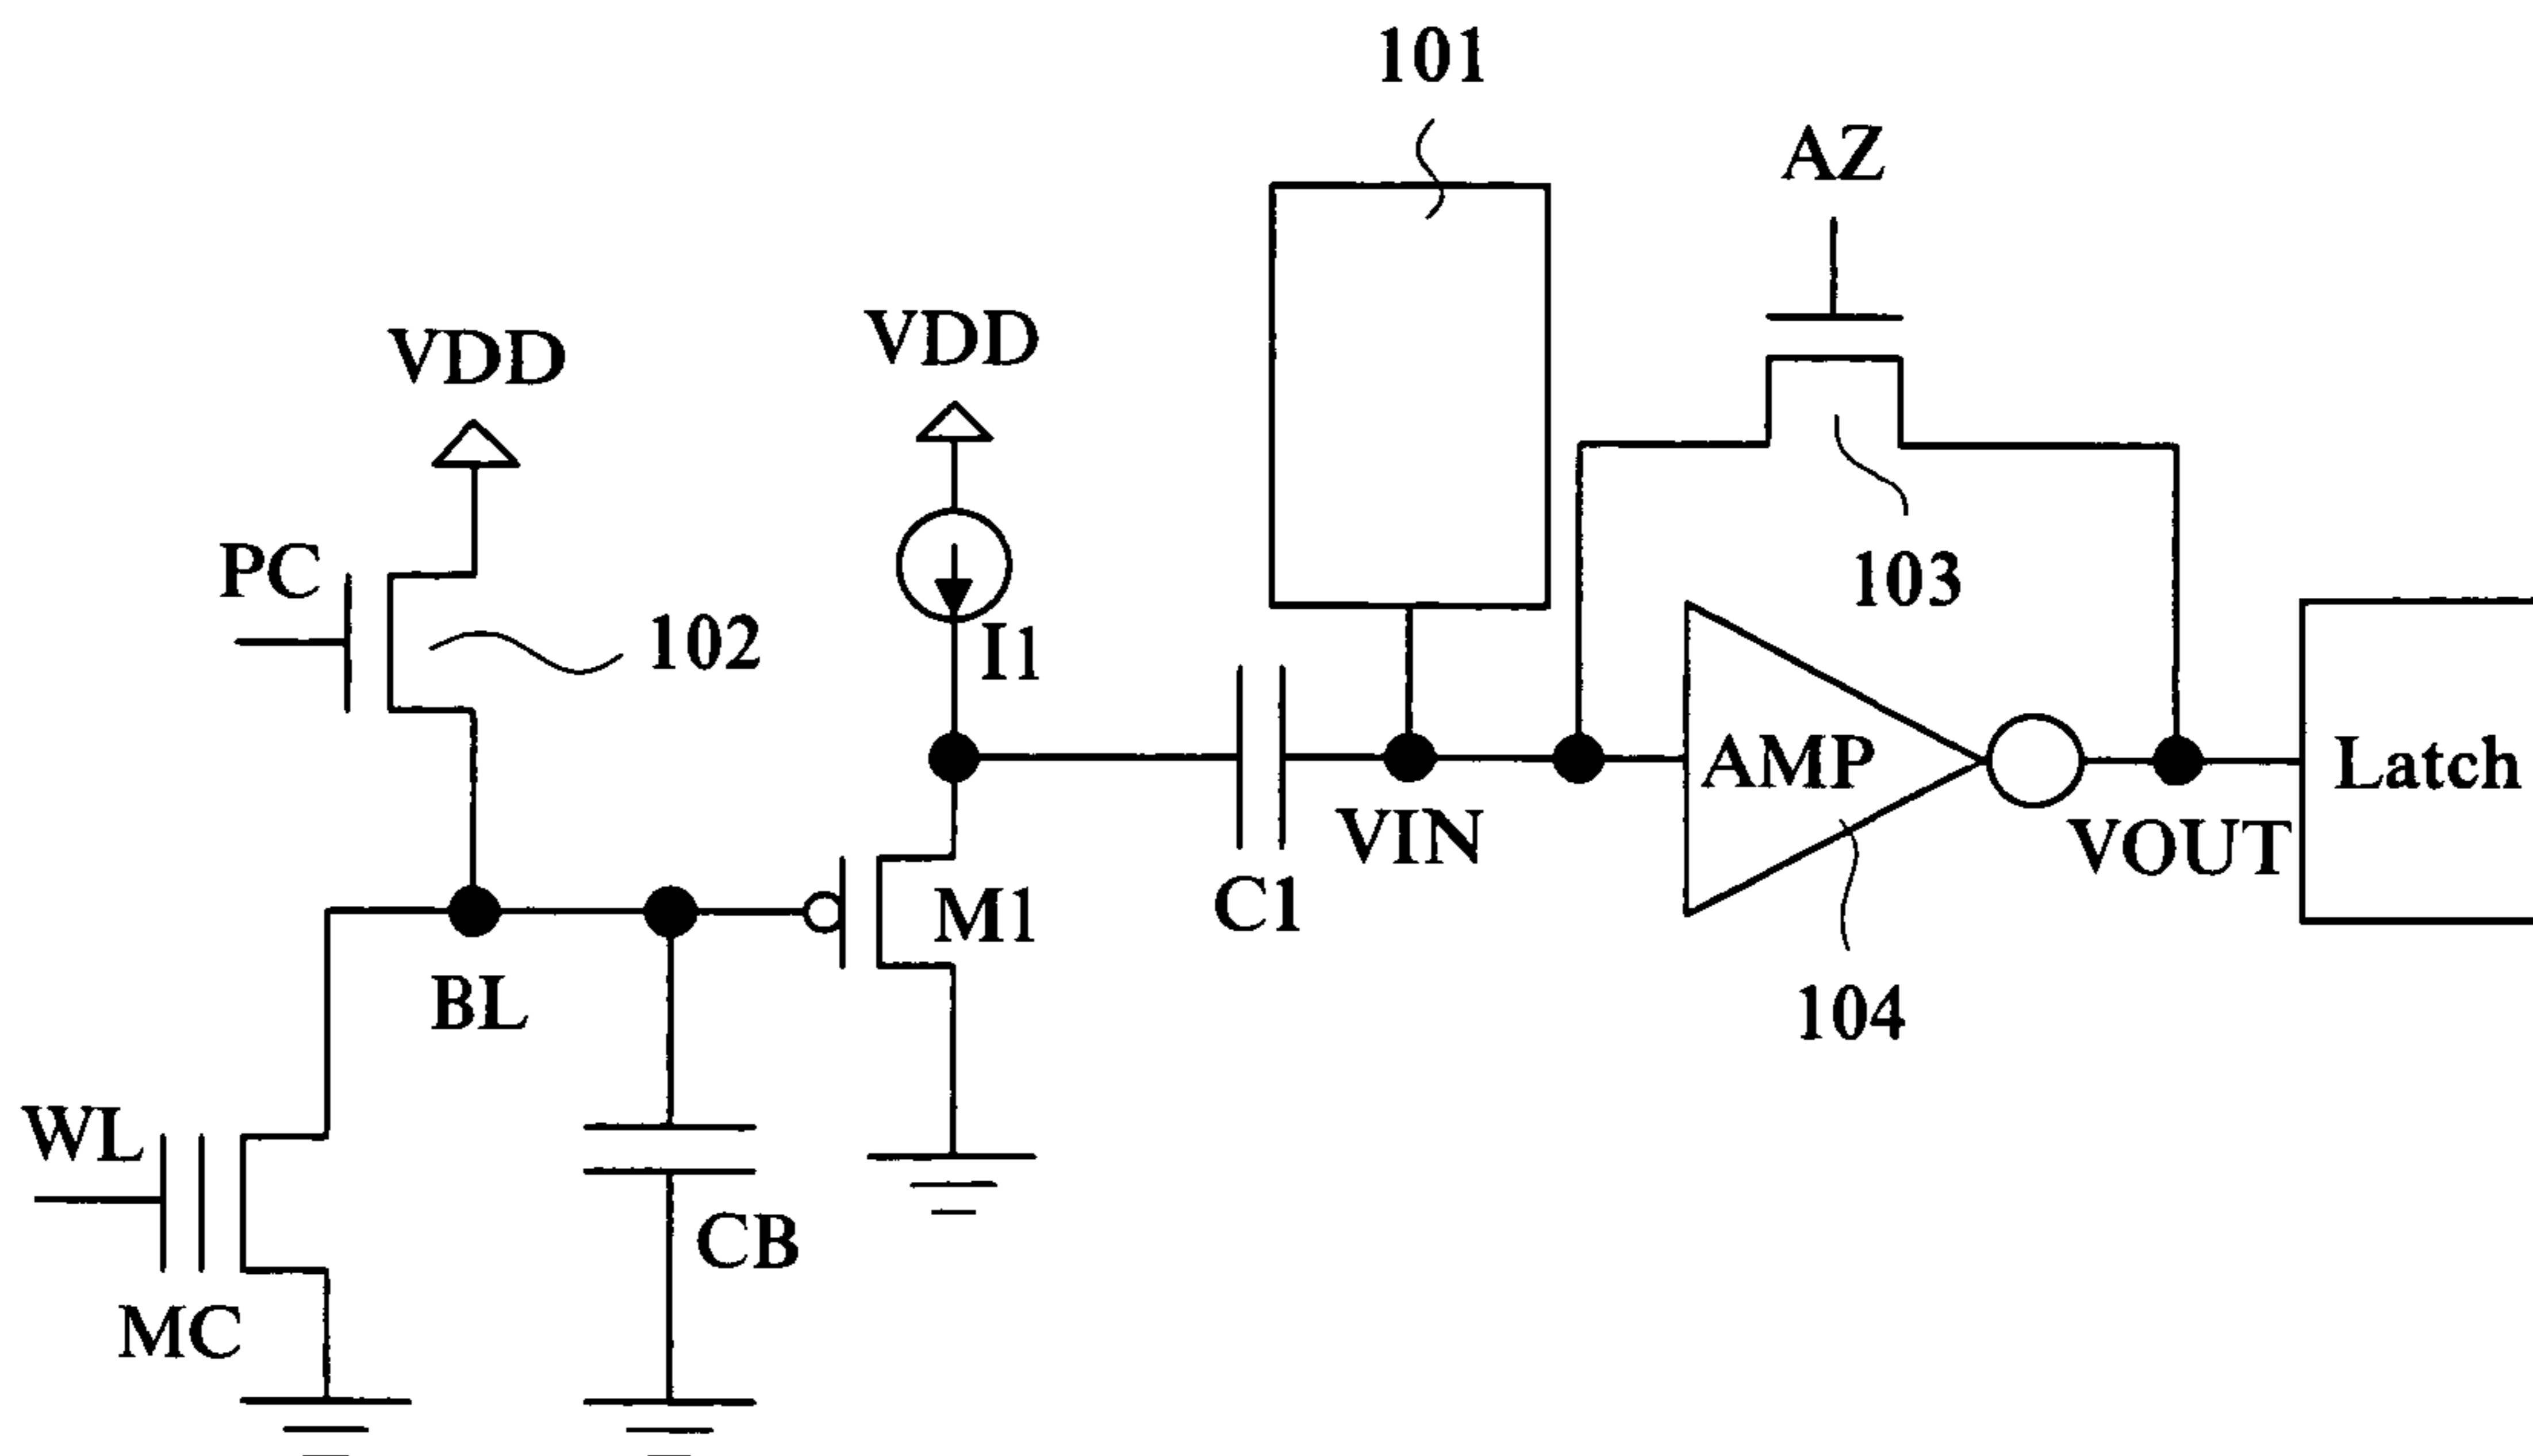 101
AZ
VDD
VDD
PC
102
I1
103
AMP
Latch
VIN
VOUT
C1
M1
BL
104
WL
CB
MC